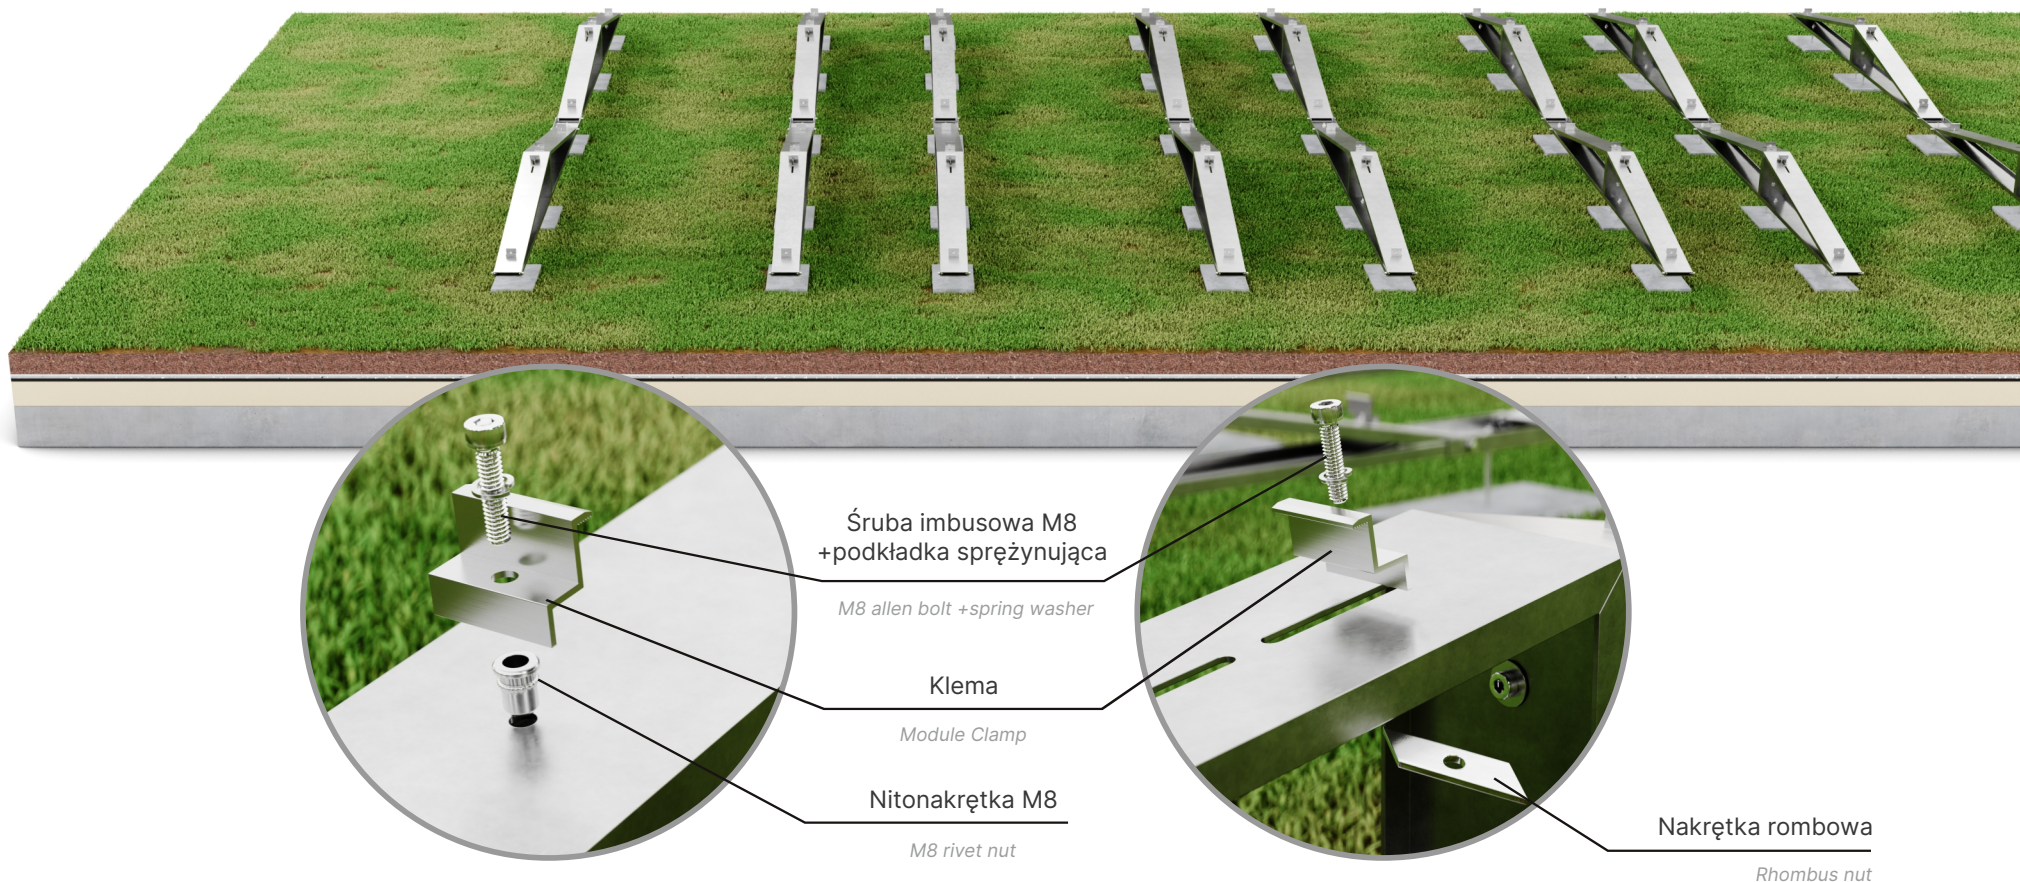 Śruba imbusowa M8
+podkładka sprężynująca
M8 allen bolt +spring washer
Klema
Module Clamp
Nitonakrętka M8
M8 rivet nut
Nakrętka rombowa
Rhombus nut